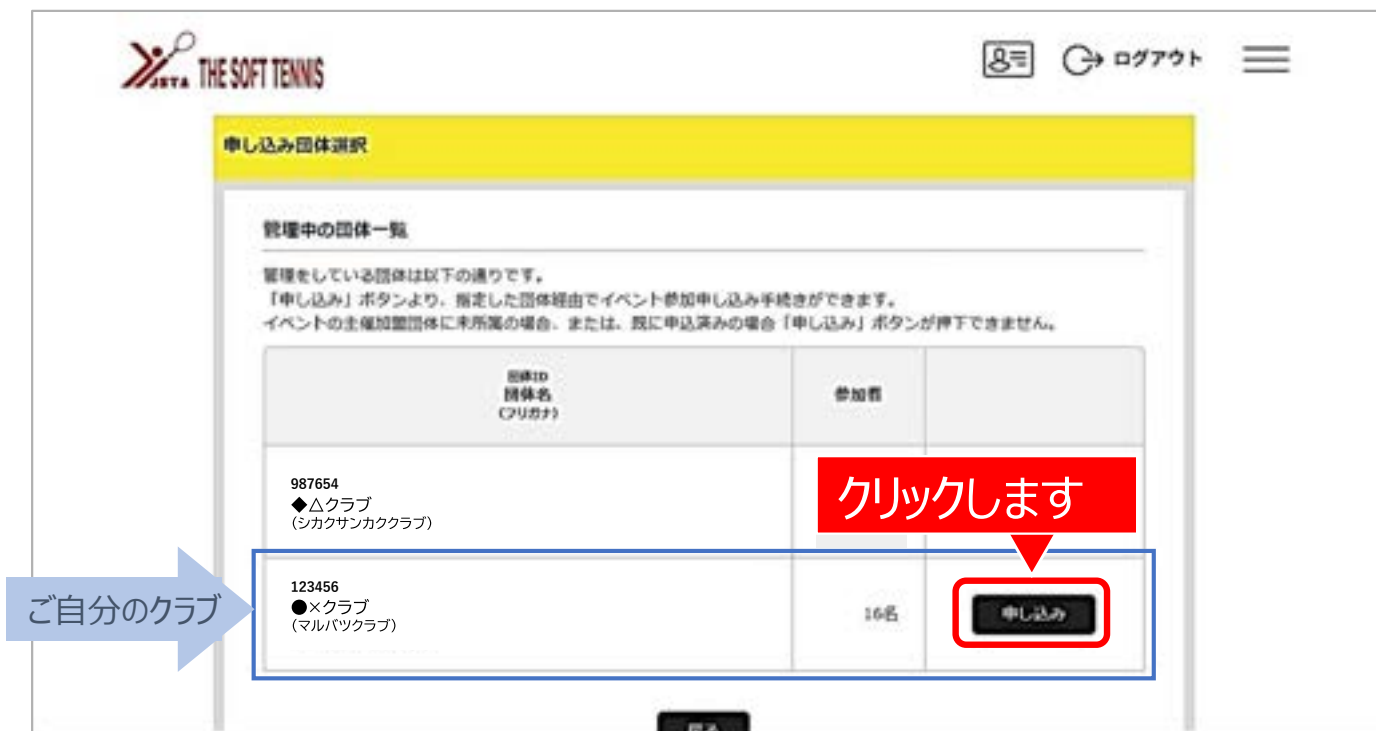 JSTA THE SOFT TENNIS
ログアウト
申し込み団体選択
管理中の団体一覧
管理をしている団体は以下の通りです。
「申し込み」ボタンより、指定した団体経由でイベント参加申し込み手続きができます。
イベントの主催加盟団体に未所属の場合、または、既に申込済みの場合「申し込み」ボタンが押下できません。
団体ID
団体名
(フリガナ)
参加者
987654
◆△クラブ
(シカクサンカククラブ)
クリックします
ご自分のクラブ
123456
●×クラブ
(マルバツクラブ)
16名
申し込み